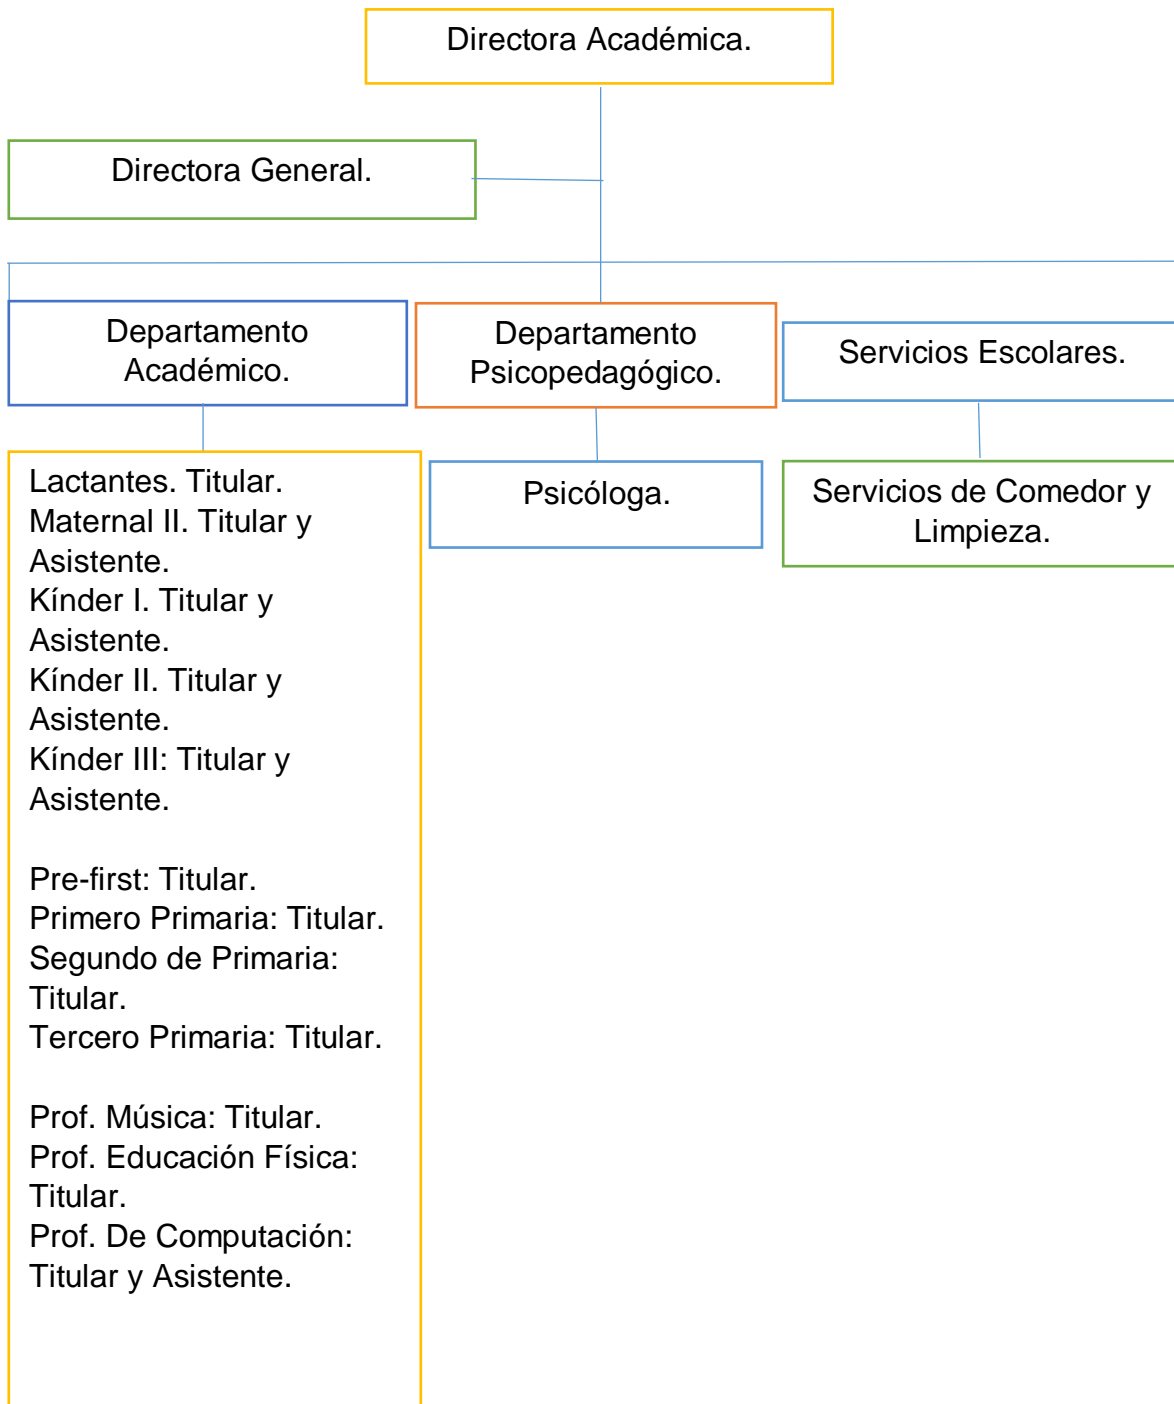 Directora Académica.
Directora General.
Departamento
Académico.
Departamento
Psicopedagógico.
Servicios Escolares.
Lactantes. Titular.
Maternal II. Titular y
Asistente.
Kínder I. Titular y
Asistente.
Kínder II. Titular y
Asistente.
Kínder III: Titular y
Asistente.
Pre-first: Titular.
Primero Primaria: Titular.
Segundo de Primaria:
Titular.
Tercero Primaria: Titular.
Prof. Música: Titular.
Prof. Educación Física:
Titular.
Prof. De Computación:
Titular y Asistente.
Psicóloga.
Servicios de Comedor y
Limpieza.